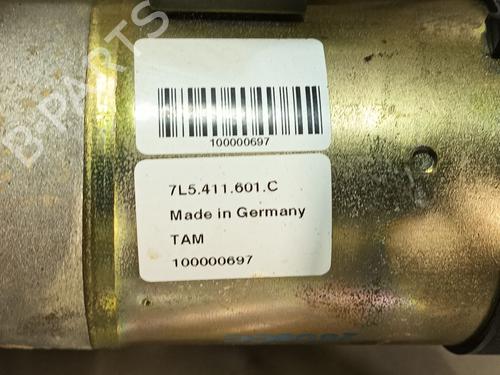 B-PARTS
100000697
7L5.411.601.C
Made in Germany
TAM
100000697